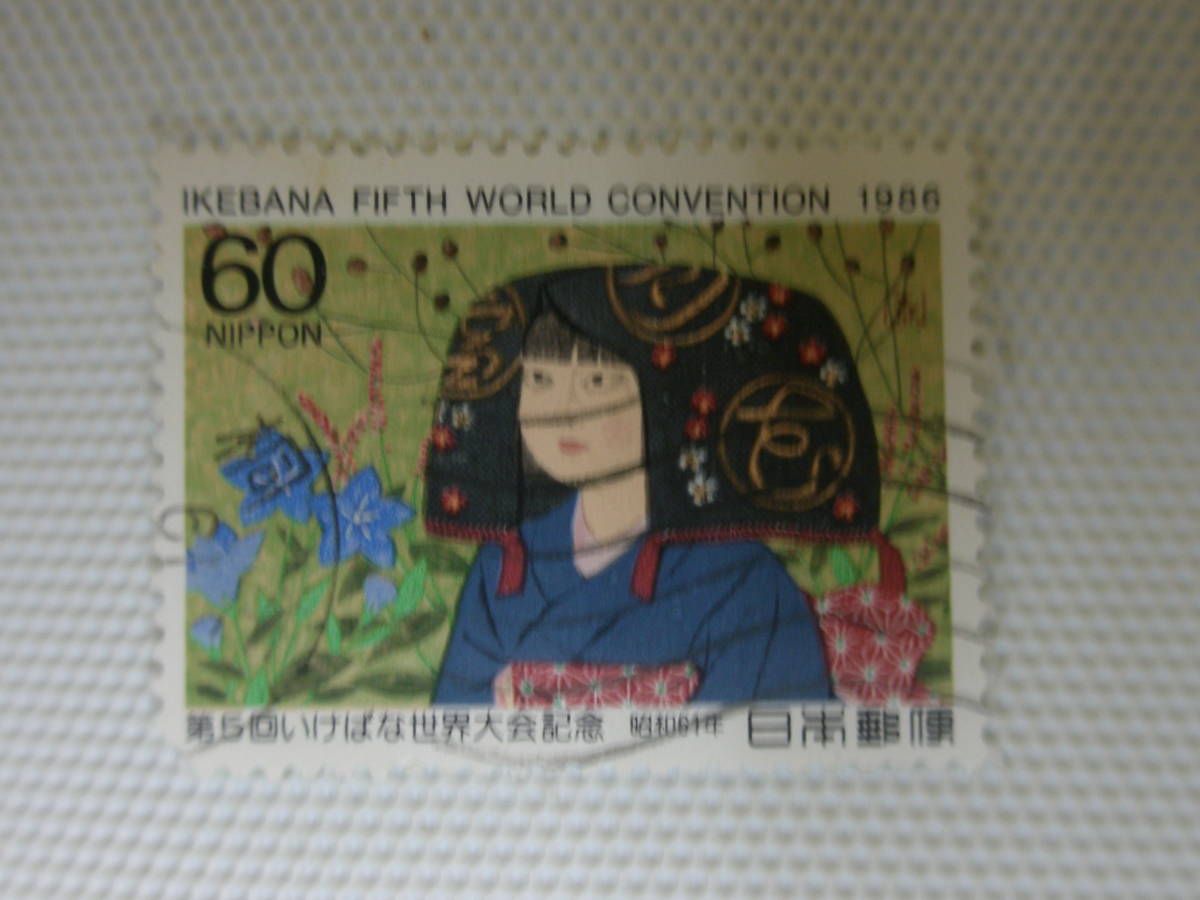 IKEBANA FIFTH WORLD CONVENTION 1986
60
NIPPON
第5回いけばな世界大会記念 昭和61年 日本郵便